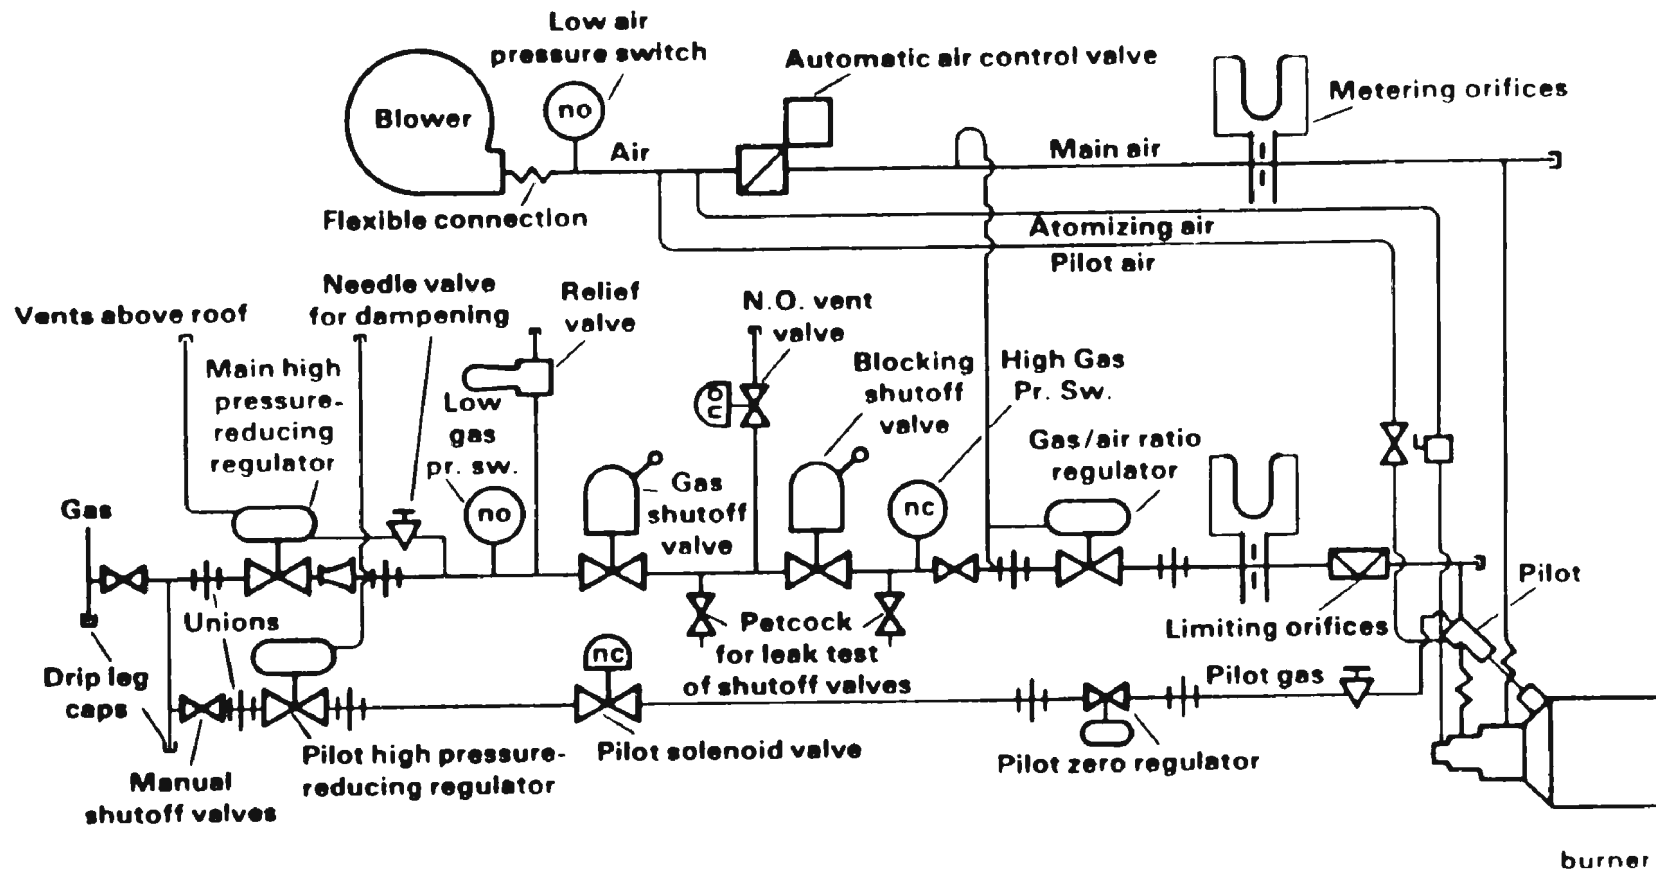 Low air
pressure switch
Automatic air control valve
Blower
no
Metering orifices
Air
Main air
Flexible connection
Atomizing air
Pilot air
Vents above roof
Needle valve
for dampening
Relief
valve
N.O. vent
valve
Main high
pressure-
reducing
regulator
Low
gas
pr. sw.
no
Blocking
shutoff
valve
High Gas
Pr. Sw.
Gas/air ratio
regulator
Gas
Gas
shutoff
valve
no
nc
Unions
Petcock
for leak test
of shutoff valves
Limiting orifices
Pilot
Drip leg
caps
nc
Pilot gas
Manual
shutoff valves
Pilot high pressure-
reducing regulator
Pilot solenoid valve
Pilot zero regulator
burner